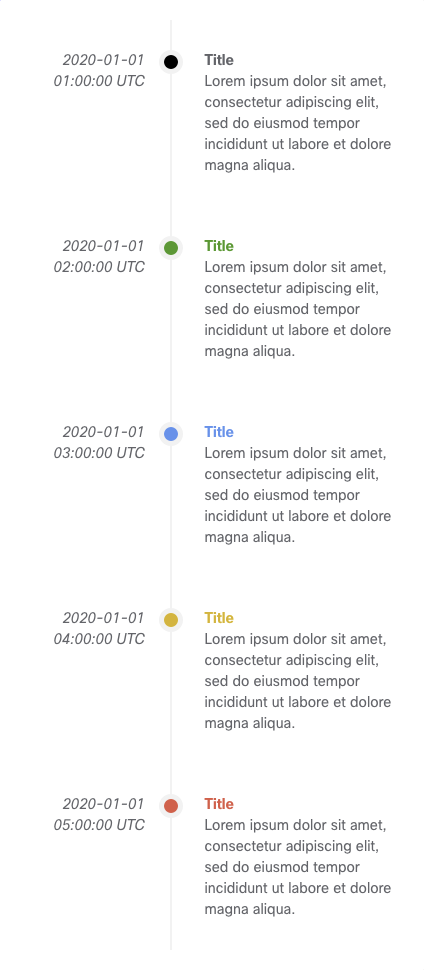 2020-01-01
01:00:00 UTC
Title
Lorem ipsum dolor sit amet,
consectetur adipiscing elit,
sed do eiusmod tempor
incididunt ut labore et dolore
magna aliqua.
2020-01-01
02:00:00 UTC
Title
Lorem ipsum dolor sit amet,
consectetur adipiscing elit,
sed do eiusmod tempor
incididunt ut labore et dolore
magna aliqua.
2020-01-01
03:00:00 UTC
Title
Lorem ipsum dolor sit amet,
consectetur adipiscing elit,
sed do eiusmod tempor
incididunt ut labore et dolore
magna aliqua.
2020-01-01
04:00:00 UTC
Title
Lorem ipsum dolor sit amet,
consectetur adipiscing elit,
sed do eiusmod tempor
incididunt ut labore et dolore
magna aliqua.
2020-01-01
05:00:00 UTC
Title
Lorem ipsum dolor sit amet,
consectetur adipiscing elit,
sed do eiusmod tempor
incididunt ut labore et dolore
magna aliqua.